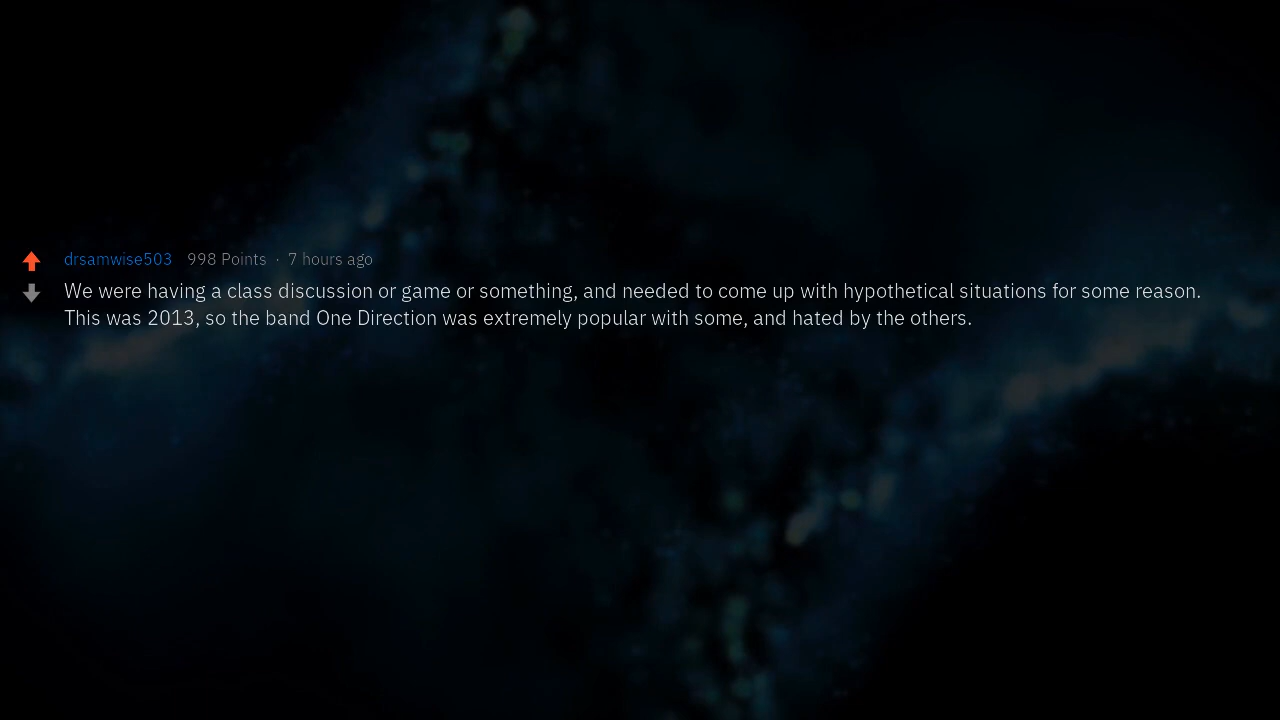 drsamwise503 998 Points · 7 hours ago
We were having a class discussion or game or something, and needed to come up with hypothetical situations for some reason.
This was 2013, so the band One Direction was extremely popular with some, and hated by the others.